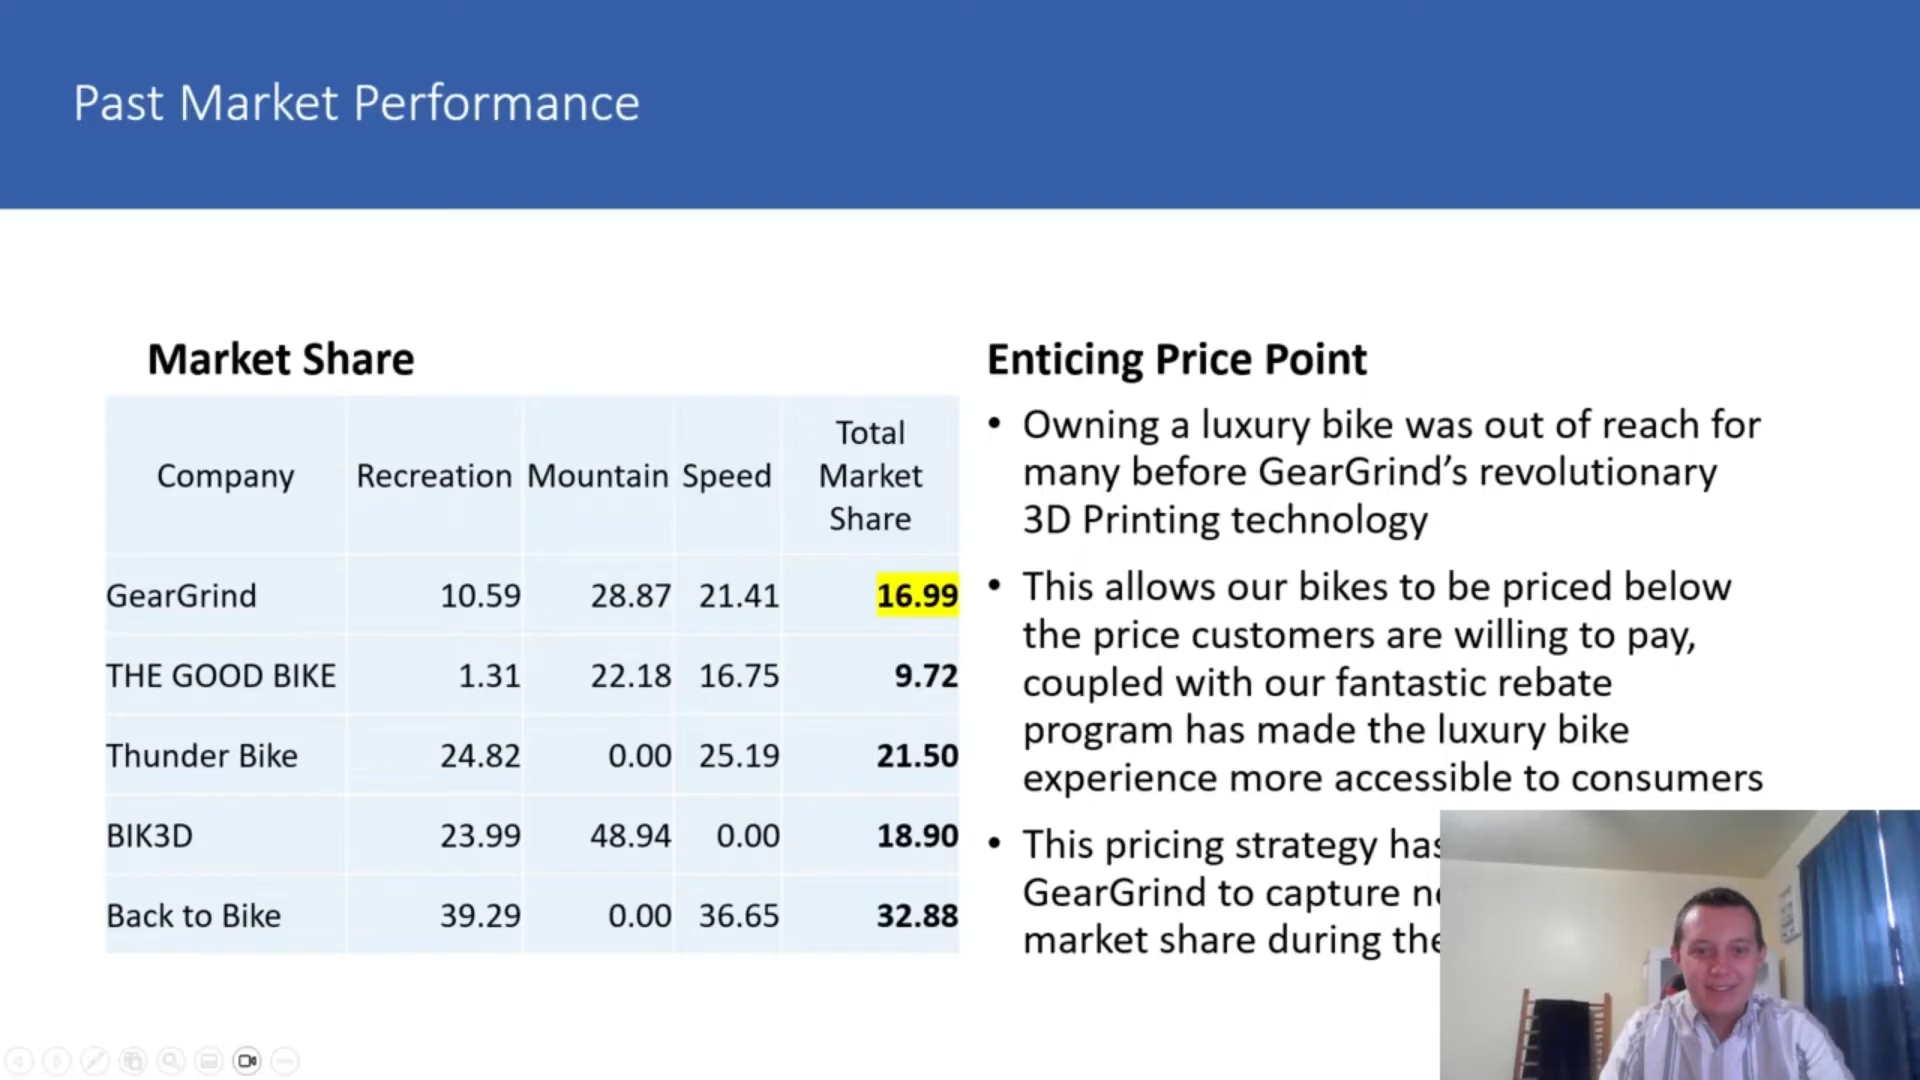 Past Market Performance
Market Share
Company Recreation Mountain Speed Total Market Share
GearGrind 10.59 28.87 21.41 16.99
THE GOOD BIKE 1.31 22.18 16.75 9.72
Thunder Bike 24.82 0.00 25.19 21.50
BIK3D 23.99 48.94 0.00 18.90
Back to Bike 39.29 0.00 36.65 32.88
Enticing Price Point
• Owning a luxury bike was out of reach for
many before GearGrind’s revolutionary
3D Printing technology
• This allows our bikes to be priced below
the price customers are willing to pay,
coupled with our fantastic rebate
program has made the luxury bike
experience more accessible to consumers
• This pricing strategy has
GearGrind to capture
market share during the